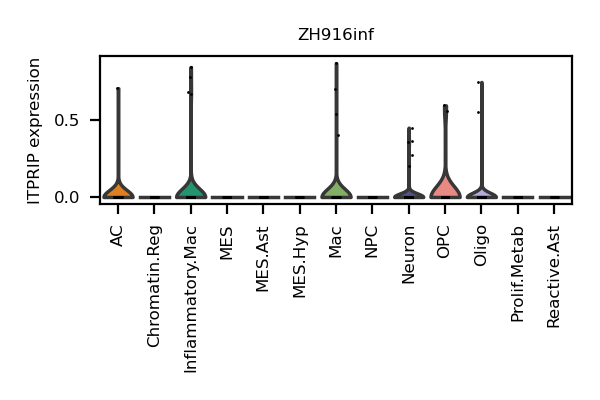 ZH916inf
ITPRIP expression
0.5
0.0
AC
Chromatin.Reg
Inflammatory.Mac
MES
MES.Ast
MES.Hyp
Mac
NPC
Neuron
OPC
Oligo
Prolif.Metab
Reactive.Ast